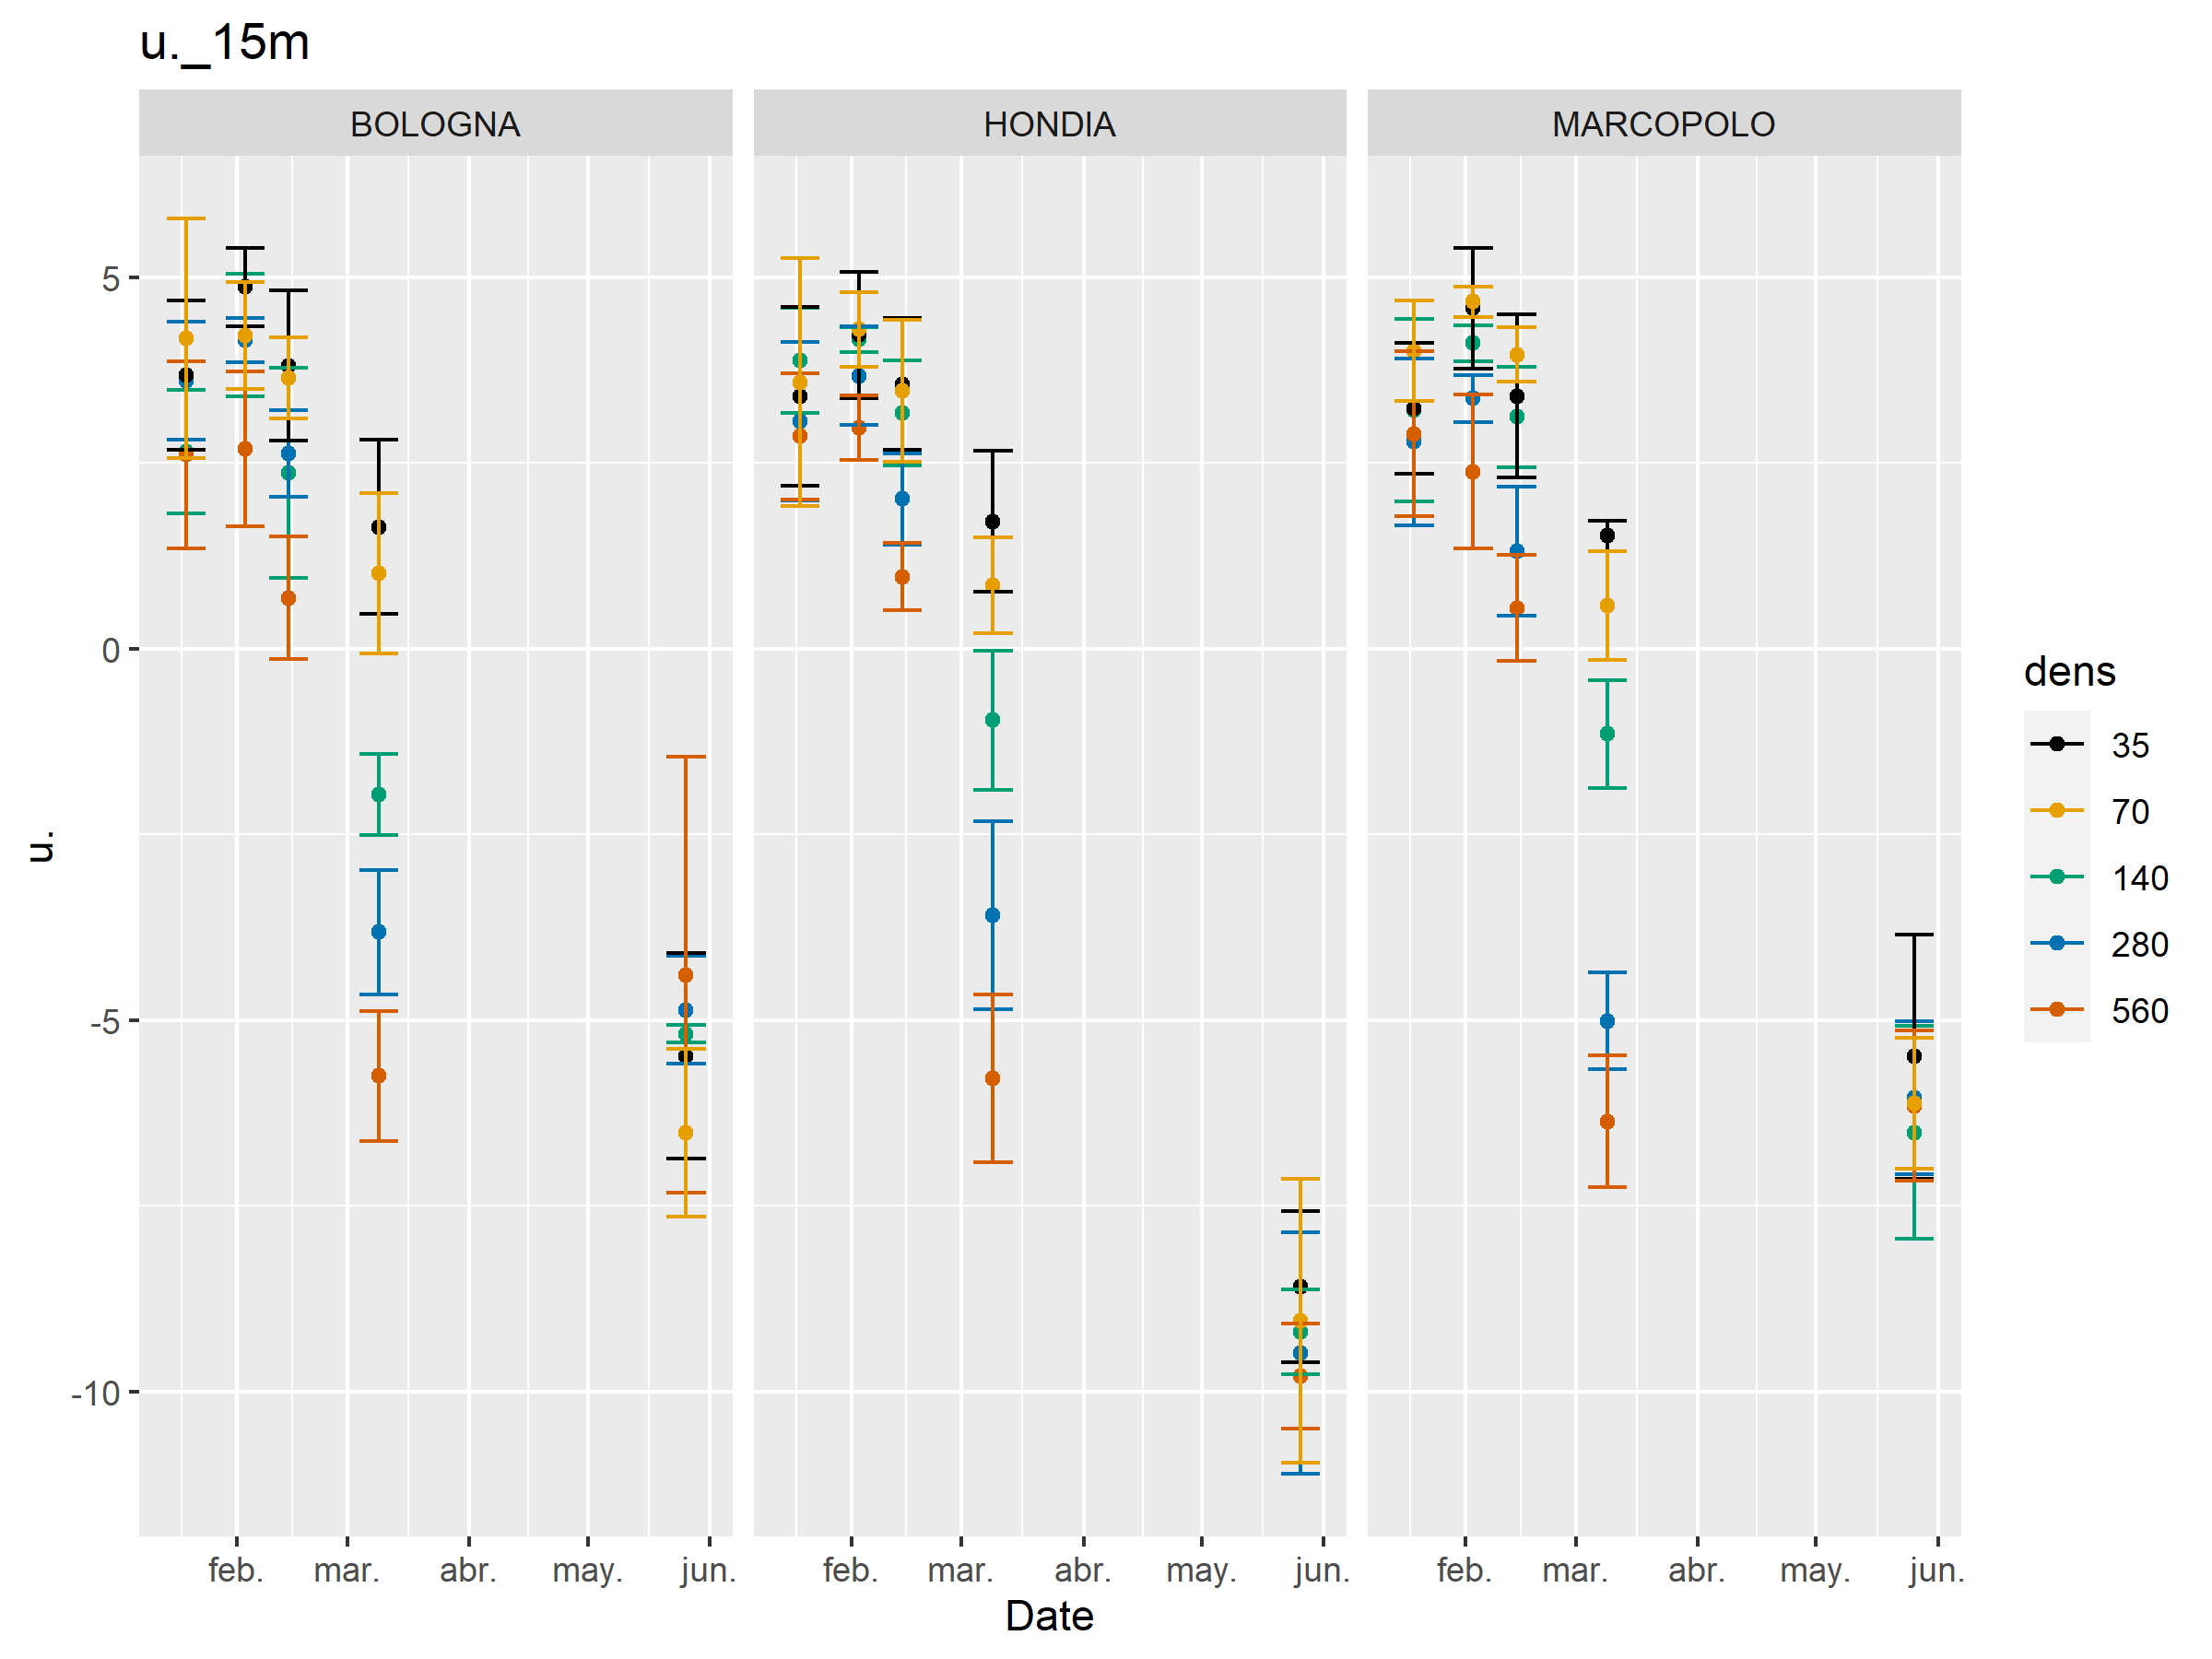 u._15m
BOLOGNA HONDIA MARCOPOLO
5
0
-5
-10
u.
feb. mar. abr. may. jun. feb. mar. abr. may. jun. feb. mar. abr. may. jun.
Date
dens
35
70
140
280
560